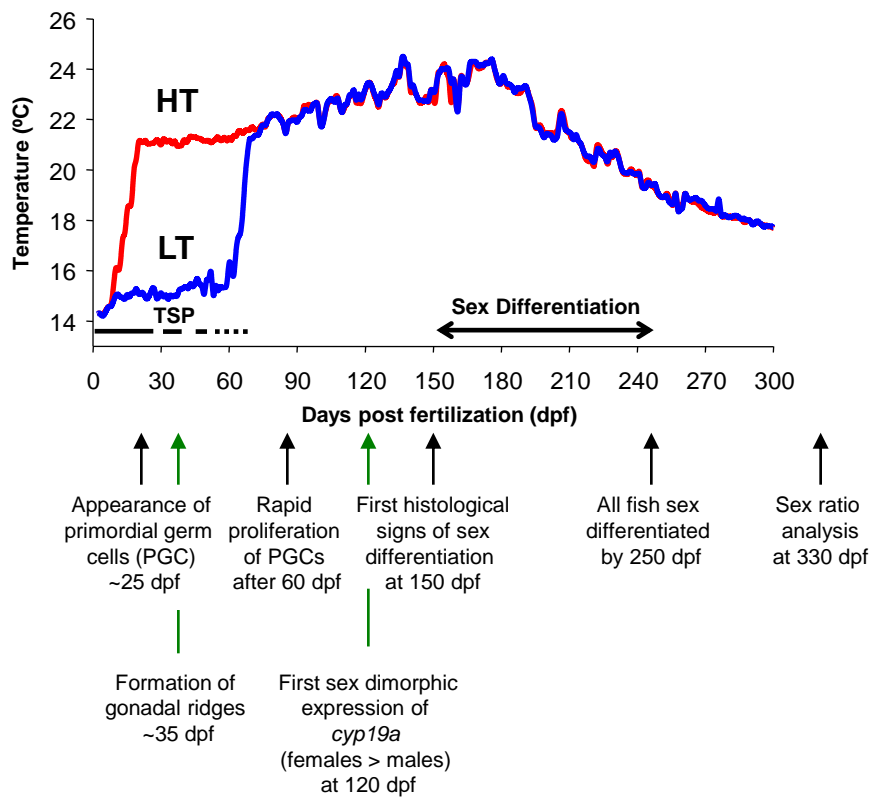 26
24
22
20
18
16
14
Temperature (ºC)
HT
LT
TSP
Sex Differentiation
0 30 60 90 120 150 180 210 240 270 300
Days post fertilization (dpf)
Appearance of
primordial germ
cells (PGC)
~25 dpf
Rapid
proliferation
of PGCs
after 60 dpf
First histological
signs of sex
differentiation
at 150 dpf
All fish sex
differentiated
by 250 dpf
Sex ratio
analysis
at 330 dpf
Formation of
gonadal ridges
~35 dpf
First sex dimorphic
expression of
cyp19a
(females > males)
at 120 dpf